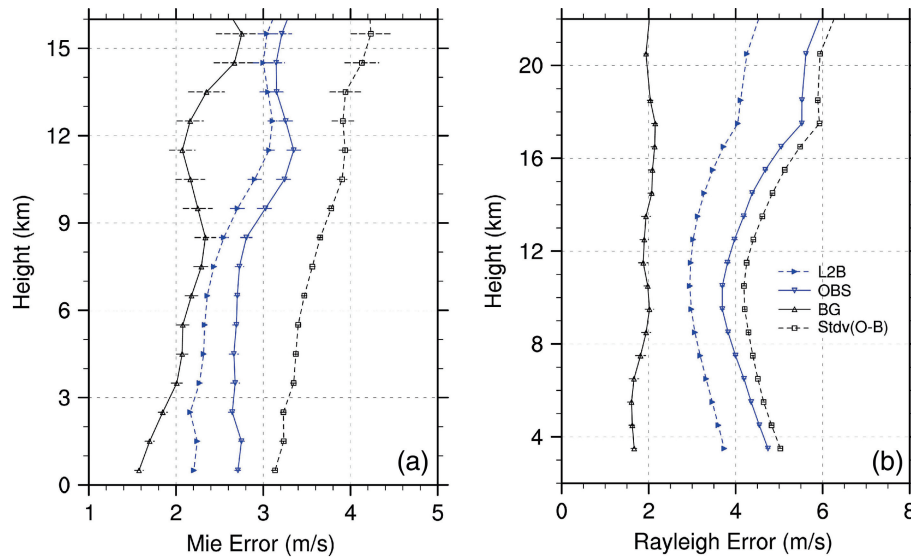 15
12
9
6
3
0
Height (km)
1
2
3
4
5
Mie Error (m/s)
(a)
20
16
12
8
4
Height (km)
0
2
4
6
8
Rayleigh Error (m/s)
L2B
OBS
BG
Stdv(O-B)
(b)